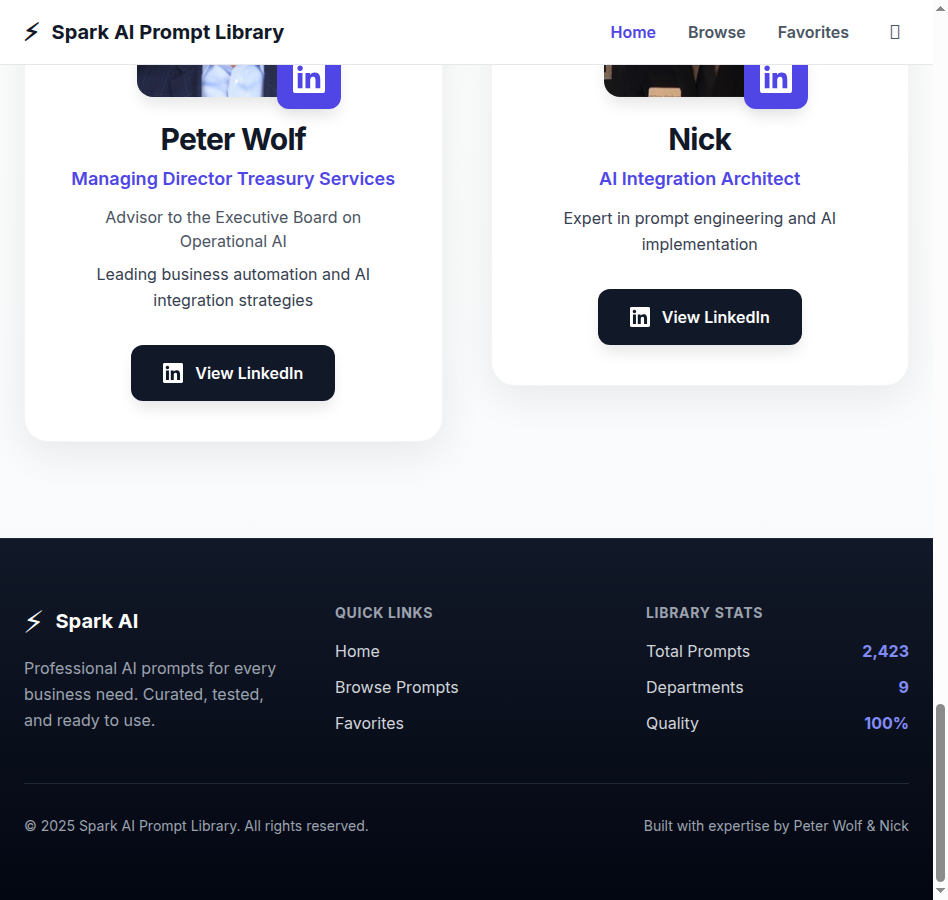 Spark AI Prompt Library
Home
Browse
Favorites
in
in
Peter Wolf
Managing Director Treasury Services
Advisor to the Executive Board on
Operational AI
Leading business automation and AI
integration strategies
in View LinkedIn
Nick
AI Integration Architect
Expert in prompt engineering and AI
implementation
in View LinkedIn
Spark AI
Professional AI prompts for every
business need. Curated, tested,
and ready to use.
QUICK LINKS
Home
Browse Prompts
Favorites
LIBRARY STATS
Total Prompts 2,423
Departments 9
Quality 100%
© 2025 Spark AI Prompt Library. All rights reserved.
Built with expertise by Peter Wolf & Nick